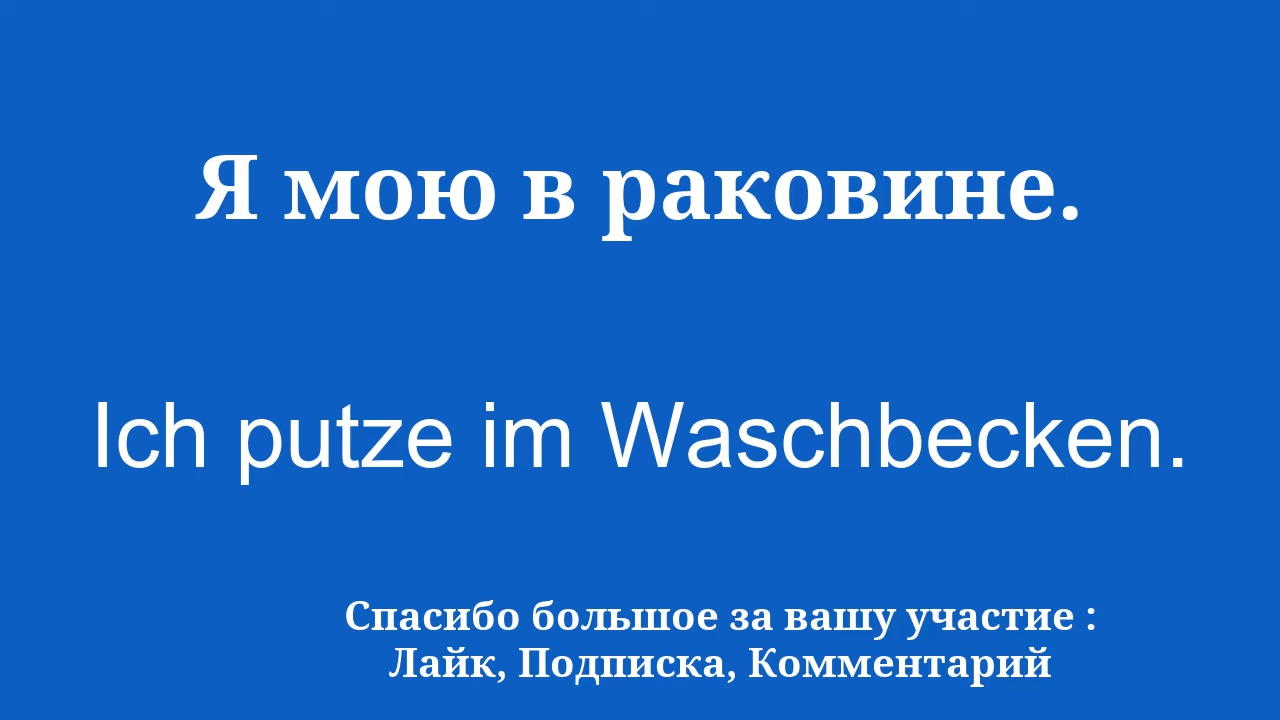 Я мою в раковине.
Ich putze im Waschbecken.
Спасибо большое за вашу участие :
Лайк, Подписка, Комментарий